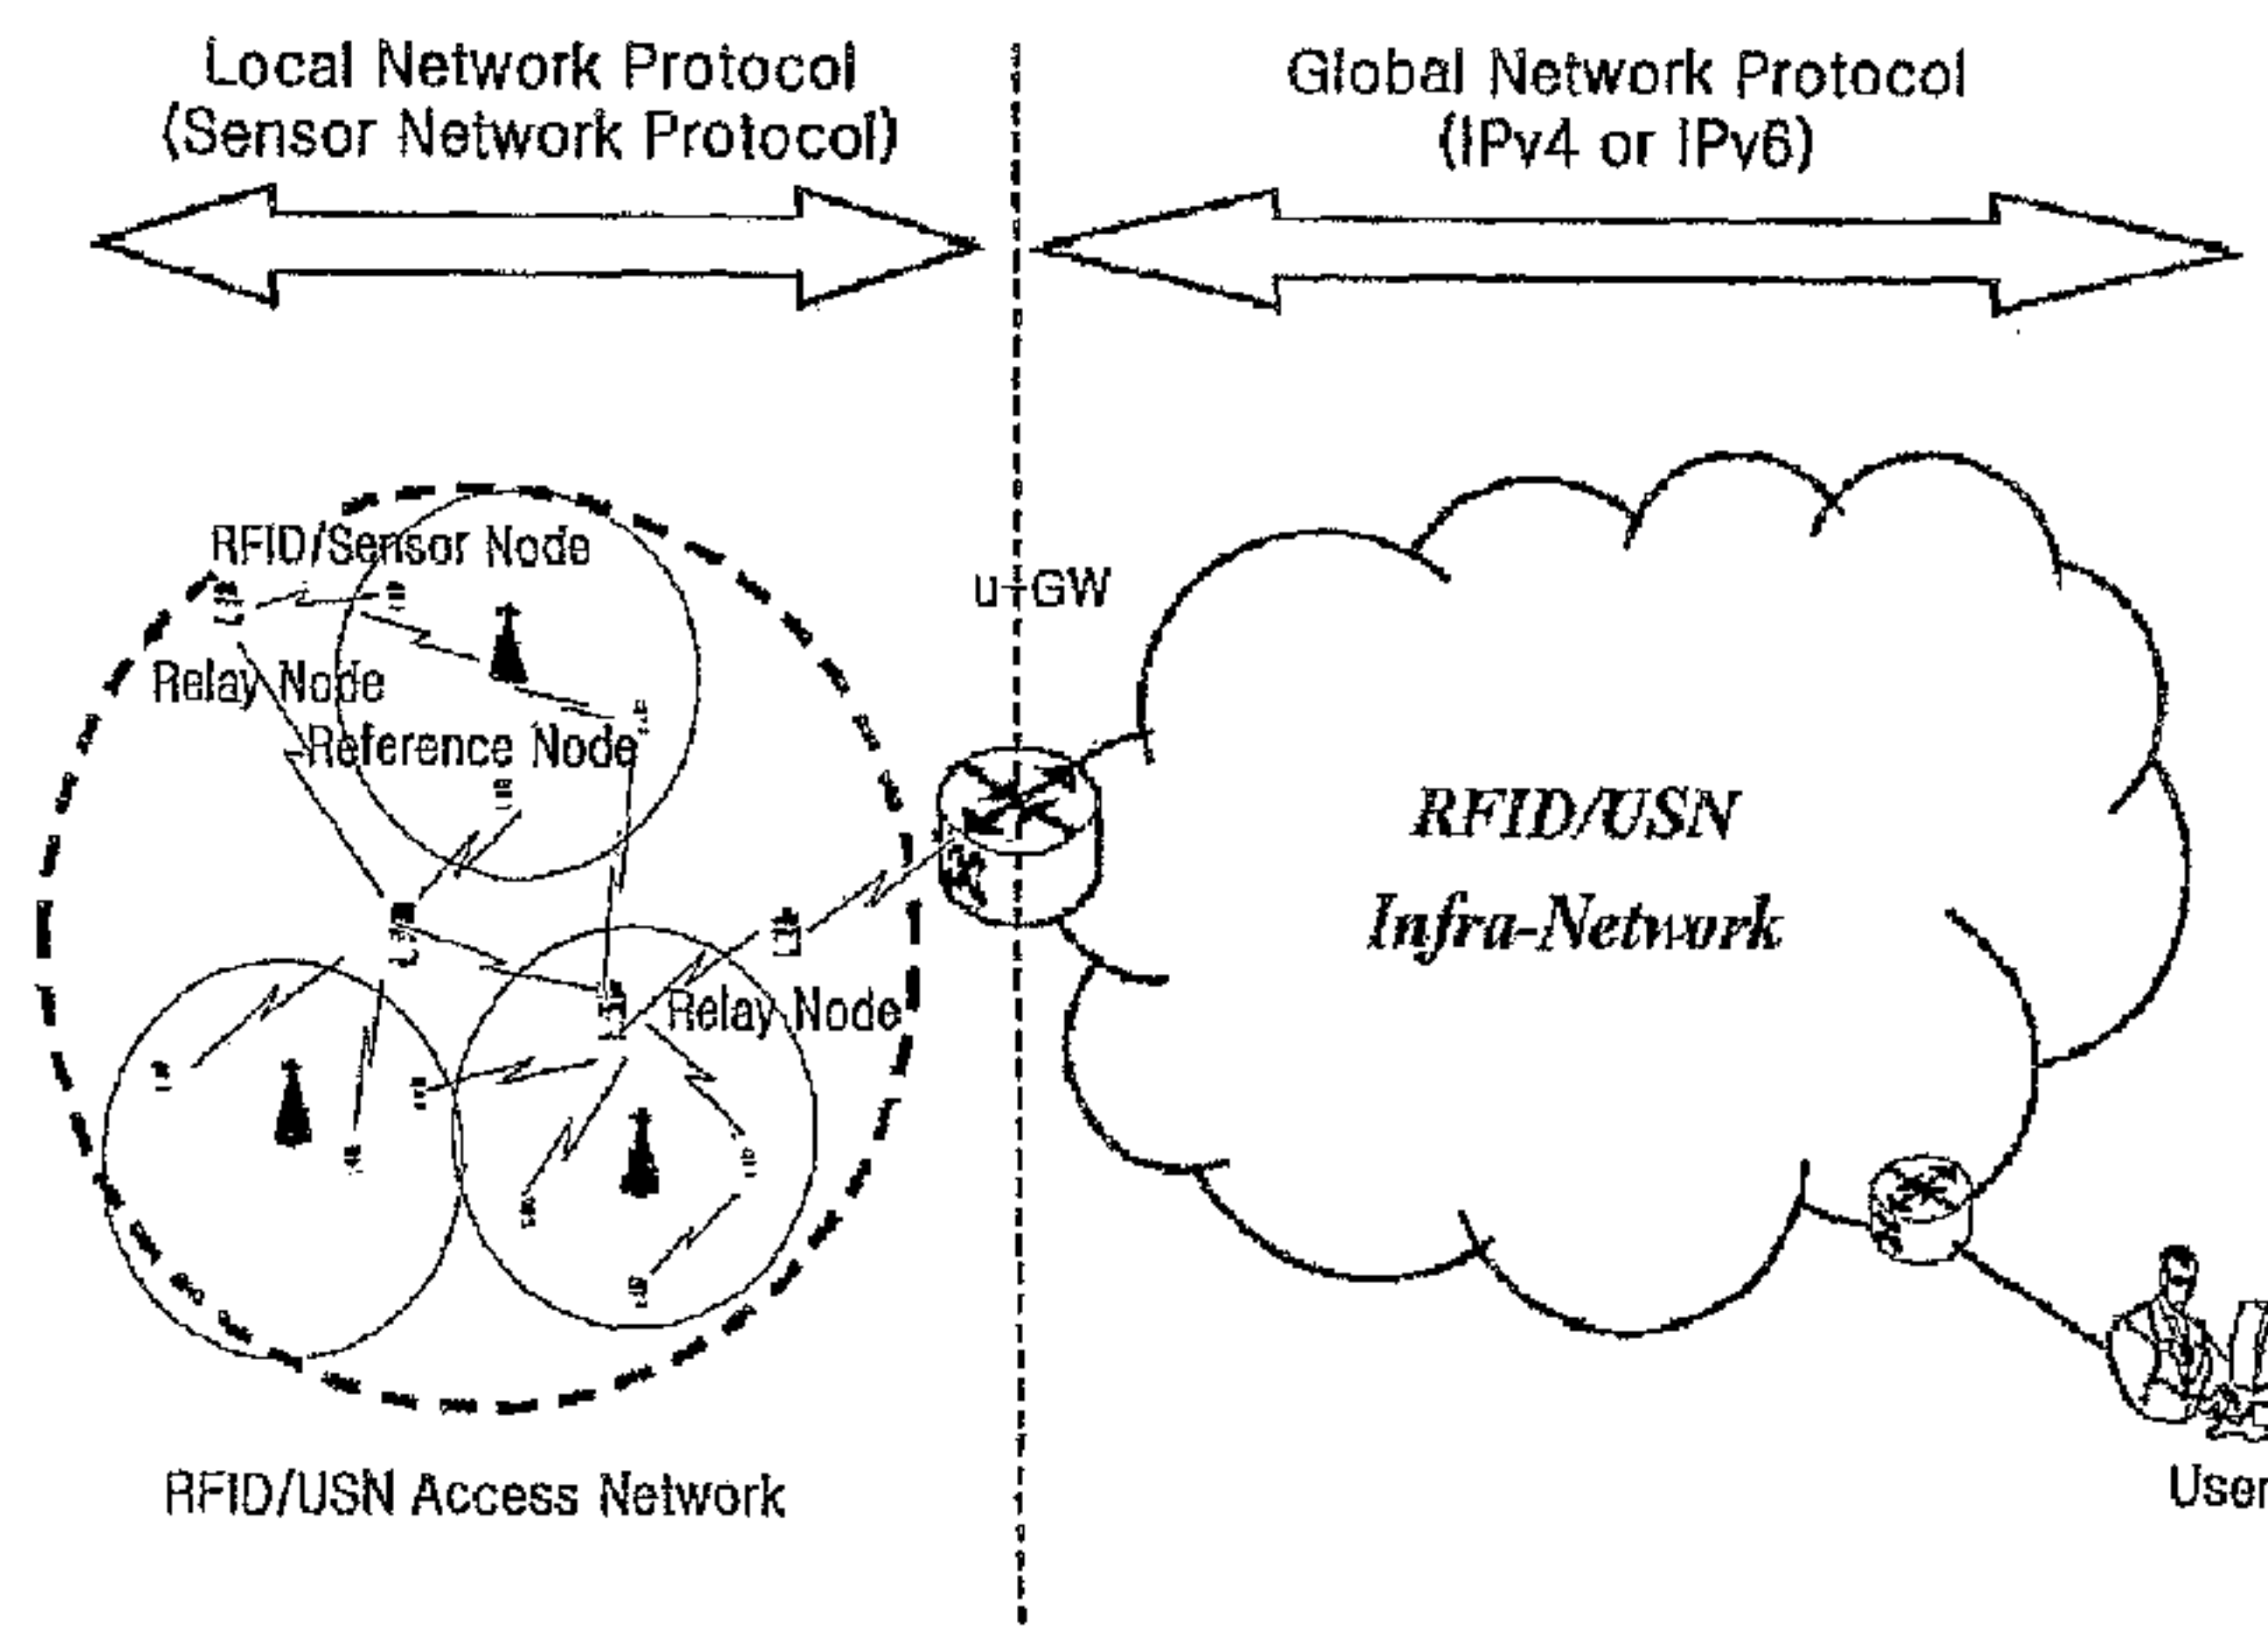 Local Network Protocol
(Sensor Network Protocol)
Global Network Protocol
(IPv4 or IPv6)
RFID/Sensor Node
u-GW
Relay Node
Reference Node
RFID/USN
Infra-Network
Relay Node
RFID/USN Access Network
User